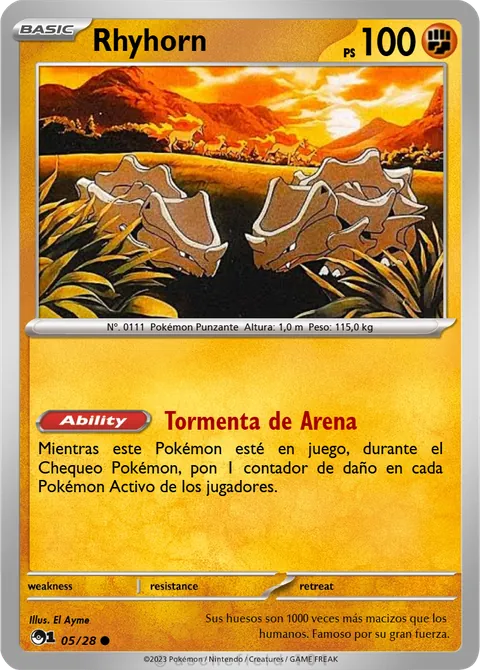 BASIC
Rhyhorn
PS 100
Nº. 0111 Pokémon Punzante Altura: 1,0 m Peso: 115,0 kg
Ability Tormenta de Arena
Mientras este Pokémon esté en juego, durante el
Chequeo Pokémon, pon 1 contador de daño en cada
Pokémon Activo de los jugadores.
weakness resistance retreat
Illus. El Ayme
Sus huesos son 1000 veces más macizos que los
humanos. Famoso por su gran fuerza.
1 05/28
©2023 Pokémon / Nintendo / Creatures / GAME FREAK